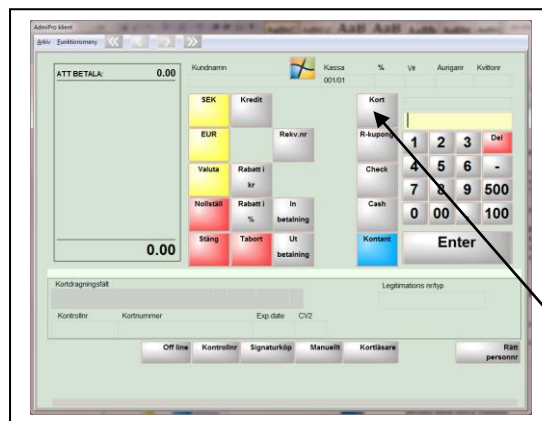 AdmiPro klient
Arkiv Funktionsmeny
ATT BETALA: 0.00
0.00
Kundnamn Kassa % Vå Auriganr Kvittonr
001/01
SEK Kredit Kort
EUR Rekv.nr R-kupong 1 2 3 Del
Valuta Rabatt i kr Check 4 5 6 -
7 8 9 500
Nollställ Rabatt i % In betalning Cash 0 00 , 100
Stäng Tabort Ut betalning Kontant Enter
Kortdragningsfält Legitimations nr/typ
Kontrollnr Kortnummer Exp.date CV2
Off line Kontrollnr Signaturköp Manuellt Kortläsare Rätt personnr